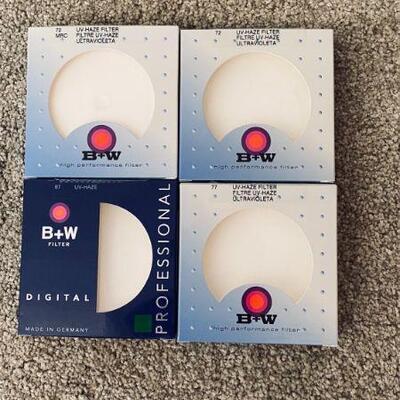 72 UV-HAZE FILTER
MRC FILTRE UV-HAZE
ULTRAVIOLETA
B+W
high performance filter
72 UV-HAZE FILTER
FILTRE UV-HAZE
ULTRAVIOLETA
B+W
high performance filter
67 UV-HAZE
B+W
FILTER
DIGITAL
MADE IN GERMANY
PROFESSIONAL
77 UV-HAZE FILTER
FILTRE UV-HAZE
ULTRAVIOLETA
B+W
high performance filter